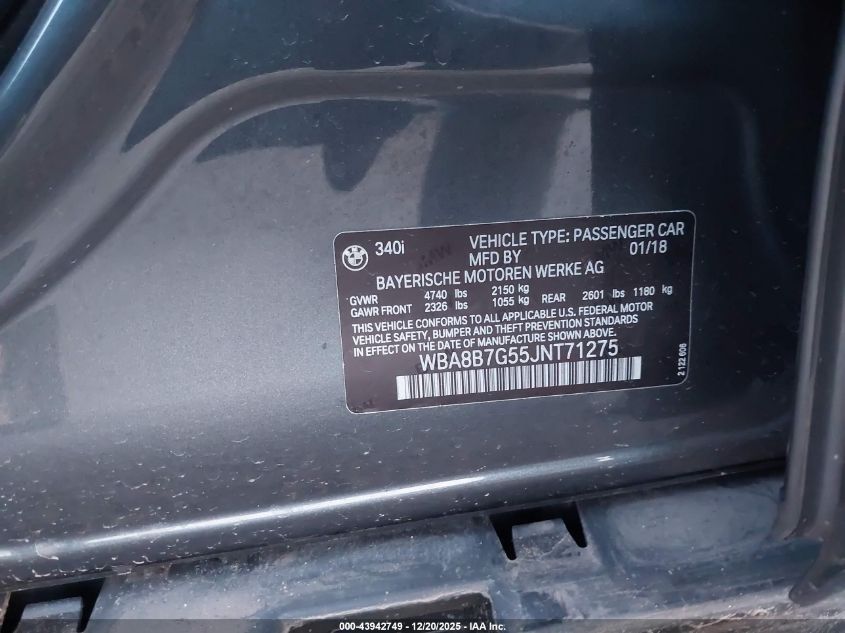 340i VEHICLE TYPE: PASSENGER CAR
MFD BY 01/18
BAYERISCHE MOTOREN WERKE AG
GVWR 4740 lbs 2150 kg
GAWR FRONT 2326 lbs 1055 kg REAR 2601 lbs 1180 kg
THIS VEHICLE CONFORMS TO ALL APPLICABLE U.S. FEDERAL MOTOR
VEHICLE SAFETY, BUMPER AND THEFT PREVENTION STANDARDS
IN EFFECT ON THE DATE OF MANUFACTURE SHOWN ABOVE.
WBA8B7G55JNT71275
2 122 606
000-43942749 - 12/20/2025 - IAA Inc.